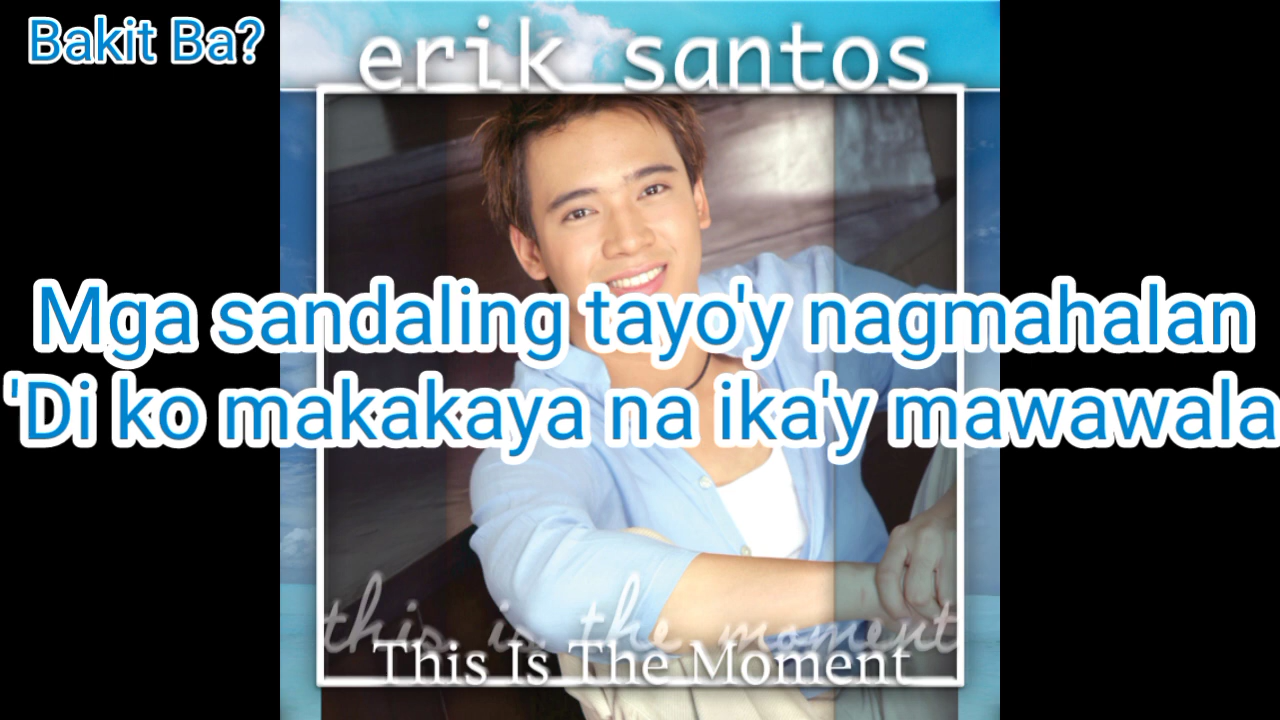 Bakit Ba?
erik santos
Mga sandaling tayo'y nagmahalan
'Di ko makakaya na ika'y mawawala
this is the moment
This Is The Moment